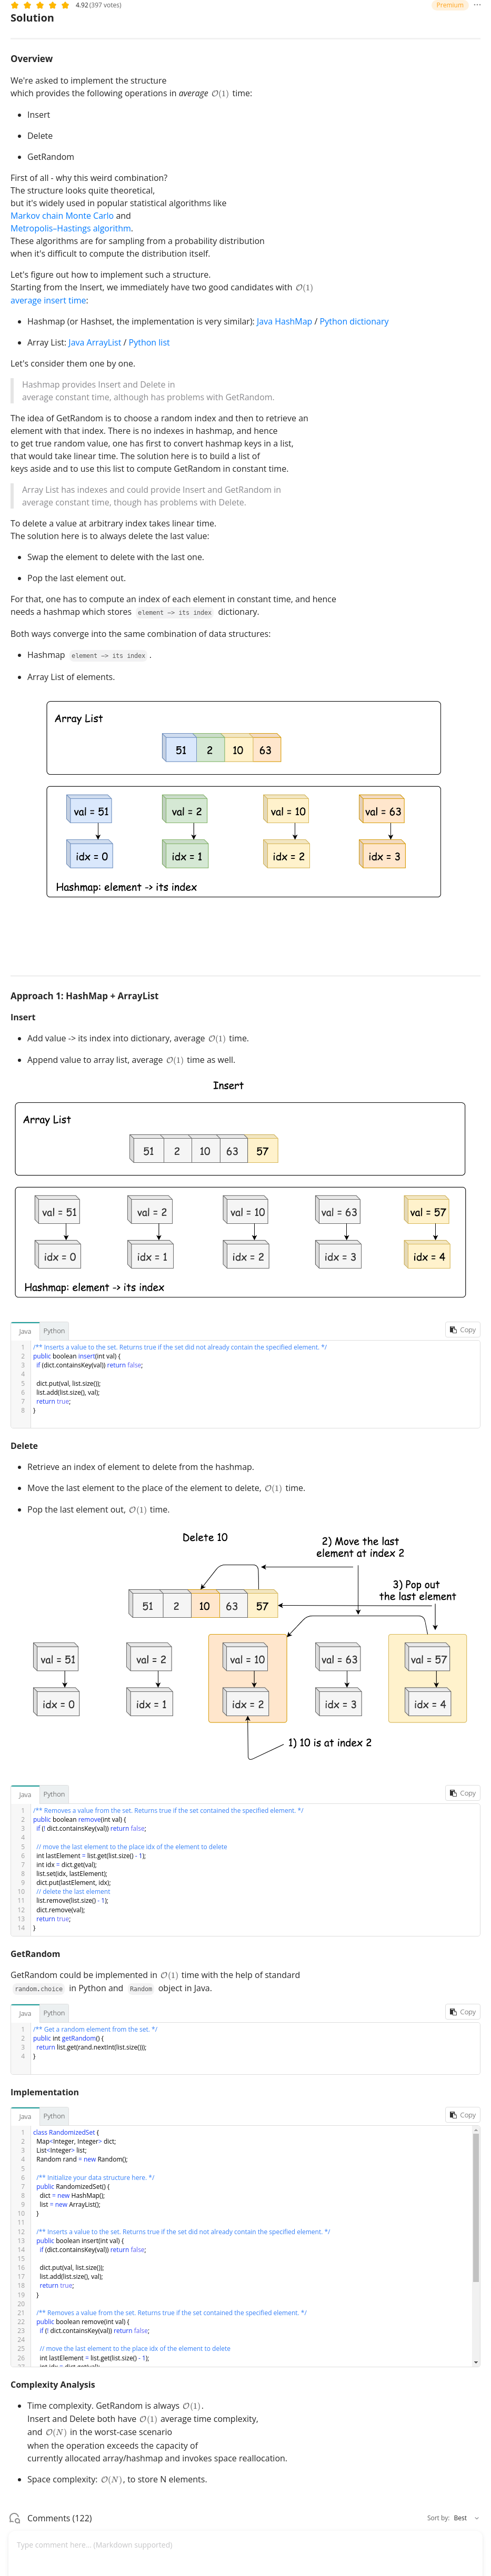 4.92 (397 votes)
Premium
Solution
Overview
We're asked to implement the structure
which provides the following operations in average O(1) time:
• Insert
• Delete
• GetRandom
First of all - why this weird combination?
The structure looks quite theoretical,
but it's widely used in popular statistical algorithms like
Markov chain Monte Carlo and
Metropolis–Hastings algorithm.
These algorithms are for sampling from a probability distribution
when it's difficult to compute the distribution itself.
Let's figure out how to implement such a structure.
Starting from the Insert, we immediately have two good candidates with O(1)
average insert time:
• Hashmap (or Hashset, the implementation is very similar): Java HashMap / Python dictionary
• Array List: Java ArrayList / Python list
Let's consider them one by one.
Hashmap provides Insert and Delete in
average constant time, although has problems with GetRandom.
The idea of GetRandom is to choose a random index and then to retrieve an
element with that index. There is no indexes in hashmap, and hence
to get true random value, one has first to convert hashmap keys in a list,
that would take linear time. The solution here is to build a list of
keys aside and to use this list to compute GetRandom in constant time.
Array List has indexes and could provide Insert and GetRandom in
average constant time, though has problems with Delete.
To delete a value at arbitrary index takes linear time.
The solution here is to always delete the last value:
• Swap the element to delete with the last one.
• Pop the last element out.
For that, one has to compute an index of each element in constant time, and hence
needs a hashmap which stores element -> its index dictionary.
Both ways converge into the same combination of data structures:
• Hashmap element -> its index .
• Array List of elements.
Array List
51 2 10 63
val = 51 val = 2 val = 10 val = 63
idx = 0 idx = 1 idx = 2 idx = 3
Hashmap: element -> its index
Approach 1: HashMap + ArrayList
Insert
• Add value -> its index into dictionary, average O(1) time.
• Append value to array list, average O(1) time as well.
Insert
Array List
51 2 10 63 57
val = 51 val = 2 val = 10 val = 63 val = 57
idx = 0 idx = 1 idx = 2 idx = 3 idx = 4
Hashmap: element -> its index
Java Python Copy
1 /** Inserts a value to the set. Returns true if the set did not already contain the specified element. */
2 public boolean insert(int val) {
3 if (dict.containsKey(val)) return false;
4
5 dict.put(val, list.size());
6 list.add(list.size(), val);
7 return true;
8 }
Delete
• Retrieve an index of element to delete from the hashmap.
• Move the last element to the place of the element to delete, O(1) time.
• Pop the last element out, O(1) time.
Delete 10
2) Move the last
element at index 2
3) Pop out
the last element
51 2 10 63 57
val = 51 val = 2 val = 10 val = 63 val = 57
idx = 0 idx = 1 idx = 2 idx = 3 idx = 4
1) 10 is at index 2
Java Python Copy
1 /** Removes a value from the set. Returns true if the set contained the specified element. */
2 public boolean remove(int val) {
3 if (! dict.containsKey(val)) return false;
4
5 // move the last element to the place idx of the element to delete
6 int lastElement = list.get(list.size() - 1);
7 int idx = dict.get(val);
8 list.set(idx, lastElement);
9 dict.put(lastElement, idx);
10 // delete the last element
11 list.remove(list.size() - 1);
12 dict.remove(val);
13 return true;
14 }
GetRandom
GetRandom could be implemented in O(1) time with the help of standard
random.choice in Python and Random object in Java.
Java Python Copy
1 /** Get a random element from the set. */
2 public int getRandom() {
3 return list.get(rand.nextInt(list.size()));
4 }
Implementation
Java Python Copy
1 class RandomizedSet {
2 Map<Integer, Integer> dict;
3 List<Integer> list;
4 Random rand = new Random();
5
6 /** Initialize your data structure here. */
7 public RandomizedSet() {
8 dict = new HashMap();
9 list = new ArrayList();
10 }
11
12 /** Inserts a value to the set. Returns true if the set did not already contain the specified element. */
13 public boolean insert(int val) {
14 if (dict.containsKey(val)) return false;
15
16 dict.put(val, list.size());
17 list.add(list.size(), val);
18 return true;
19 }
20
21 /** Removes a value from the set. Returns true if the set contained the specified element. */
22 public boolean remove(int val) {
23 if (! dict.containsKey(val)) return false;
24
25 // move the last element to the place idx of the element to delete
26 int lastElement = list.get(list.size() - 1);
27 int idx = dict.get(val);
Complexity Analysis
• Time complexity. GetRandom is always O(1).
Insert and Delete both have O(1) average time complexity,
and O(N) in the worst-case scenario
when the operation exceeds the capacity of
currently allocated array/hashmap and invokes space reallocation.
• Space complexity: O(N), to store N elements.
Comments (122)
Sort by: Best
Type comment here... (Markdown supported)